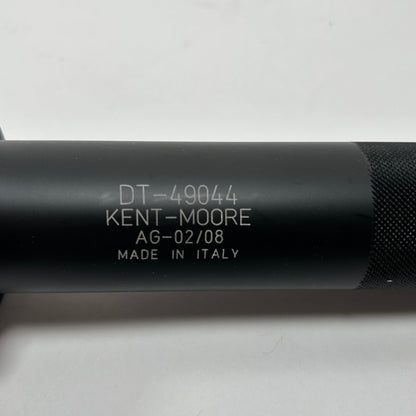 DT-49044
KENT-MOORE
AG-02/08
MADE IN ITALY